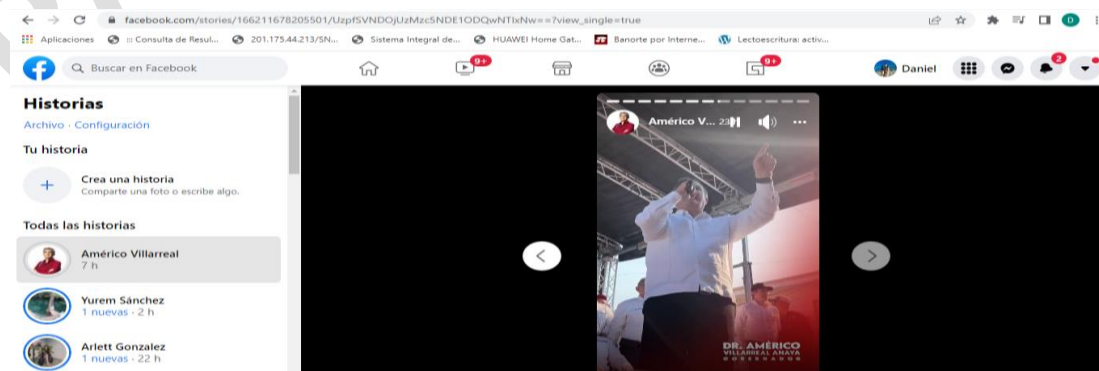 facebook.com/stories/166211678205501/UzpfSVNDOjUzMzc5NDE1ODQwNTIxNw==?view_single=true
Aplicaciones ::: Consulta de Resul... 201.175.44.213/SN... Sistema Integral de... HUAWEI Home Gat... Banorte por Interne... Lectoescritura: activ...
Buscar en Facebook 9+ 9+ Daniel 2
Historias
Archivo · Configuración
Tu historia
Crea una historia
Comparte una foto o escribe algo.
Todas las historias
Américo Villarreal
7 h
Yurem Sánchez
1 nuevas · 2 h
Arlett Gonzalez
1 nuevas · 22 h
Américo V... 23
DR. AMÉRICO
VILLARREAL ANAYA
GOBERNADOR